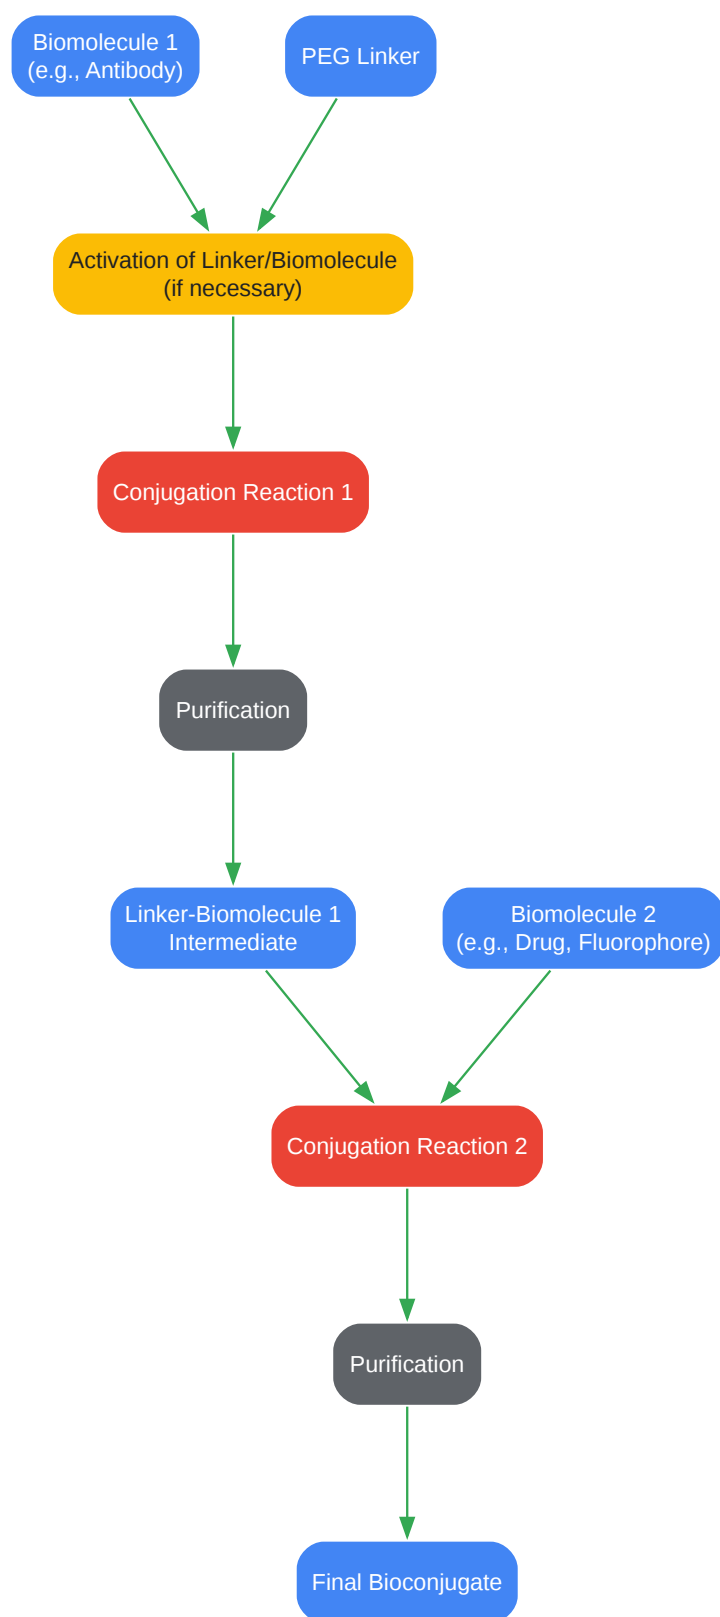 Biomolecule 1
(e.g., Antibody)
PEG Linker
Activation of Linker/Biomolecule
(if necessary)
Conjugation Reaction 1
Purification
Linker-Biomolecule 1
Intermediate
Biomolecule 2
(e.g., Drug, Fluorophore)
Conjugation Reaction 2
Purification
Final Bioconjugate